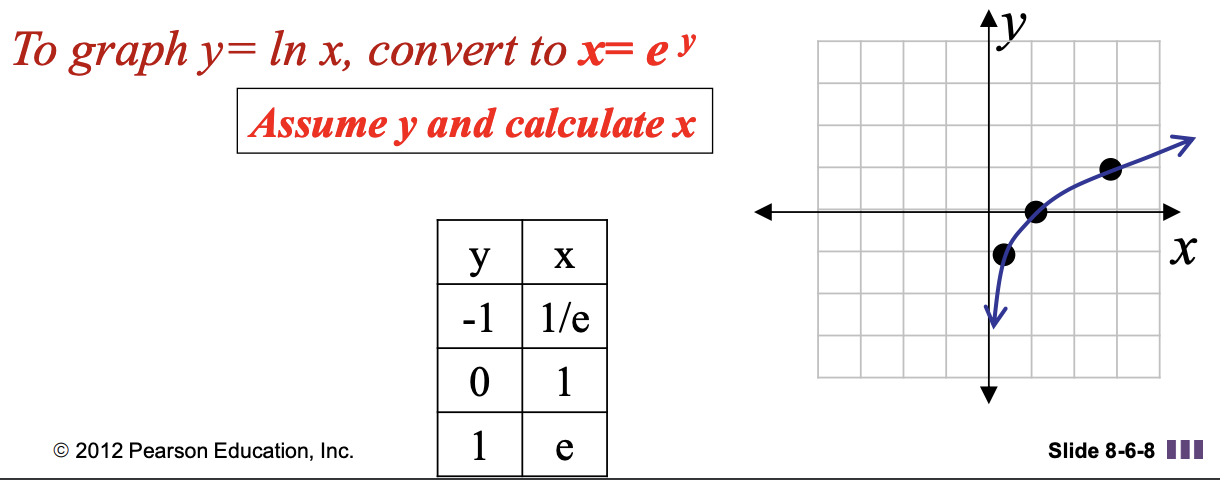 To graph y= ln x, convert to x= e ʸ
Assume y and calculate x
y
x
y x
-1 1/e
0 1
1 e
© 2012 Pearson Education, Inc.
Slide 8-6-8